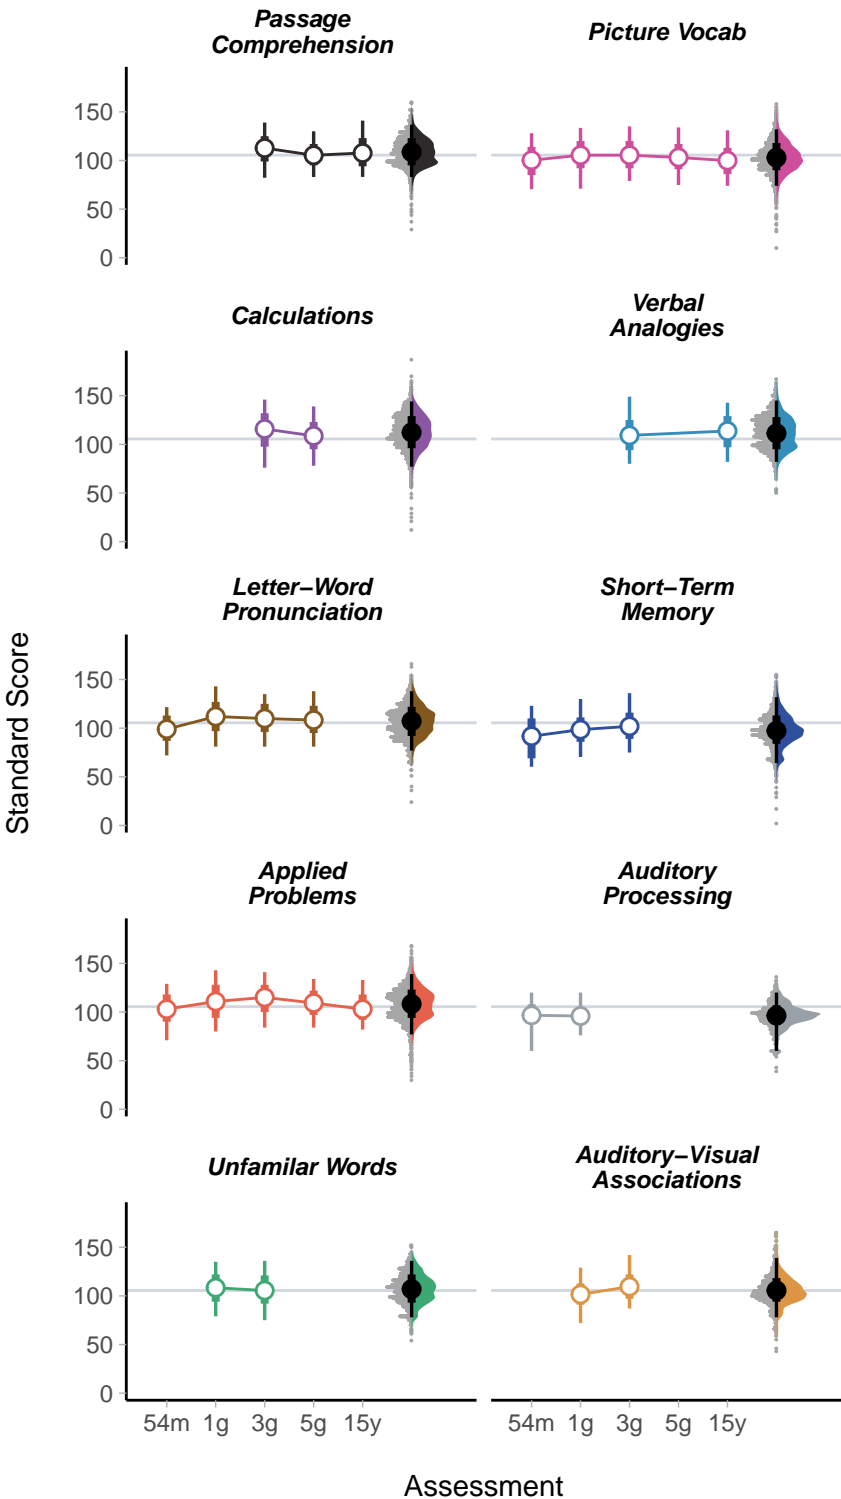 Passage
Comprehension
Picture Vocab
150
100
50
0
Calculations
Verbal
Analogies
150
100
50
0
Letter−Word
Pronunciation
Short−Term
Memory
150
100
50
0
Standard Score
Applied
Problems
Auditory
Processing
150
100
50
0
Unfamilar Words
Auditory−Visual
Associations
150
100
50
0
54m 1g 3g 5g 15y
54m 1g 3g 5g 15y
Assessment